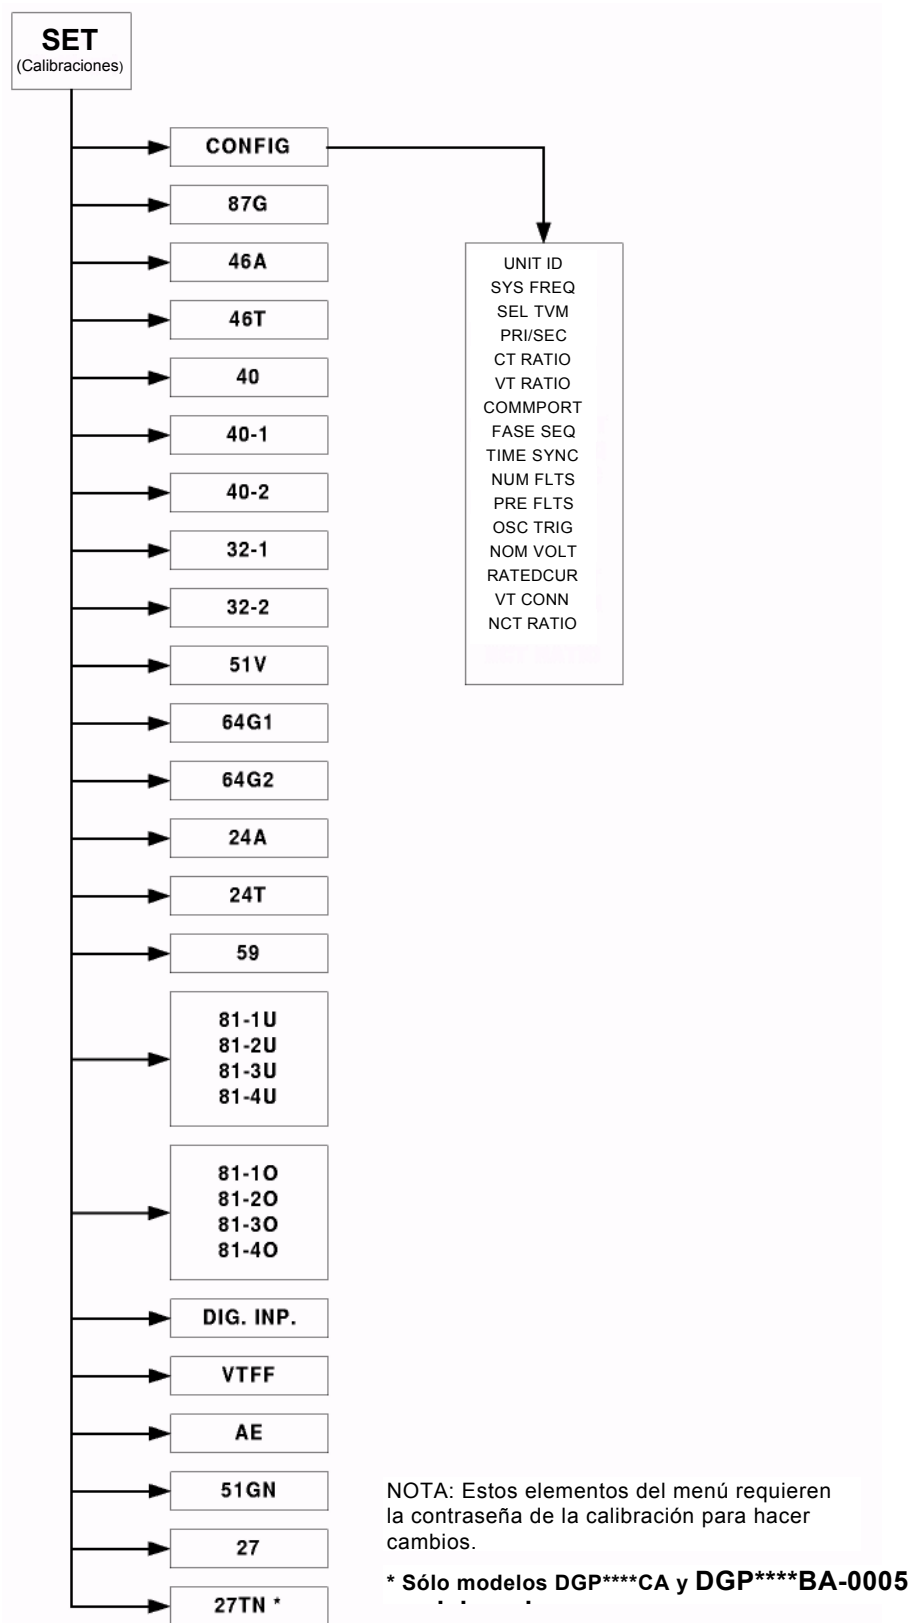 SET
(Calibraciones)
CONFIG
87G
46A
46T
40
40-1
40-2
32-1
32-2
51V
64G1
64G2
24A
24T
59
81-1U
81-2U
81-3U
81-4U
81-1O
81-2O
81-3O
81-4O
DIG. INP.
VTFF
AE
51GN
27
27TN *
UNIT ID
SYS FREQ
SEL TVM
PRI/SEC
CT RATIO
VT RATIO
COMMPORT
FASE SEQ
TIME SYNC
NUM FLTS
PRE FLTS
OSC TRIG
NOM VOLT
RATEDCUR
VT CONN
NCT RATIO
NOTA: Estos elementos del menú requieren
la contraseña de la calibración para hacer
cambios.
* Sólo modelos DGP****CA y DGP****BA-0005